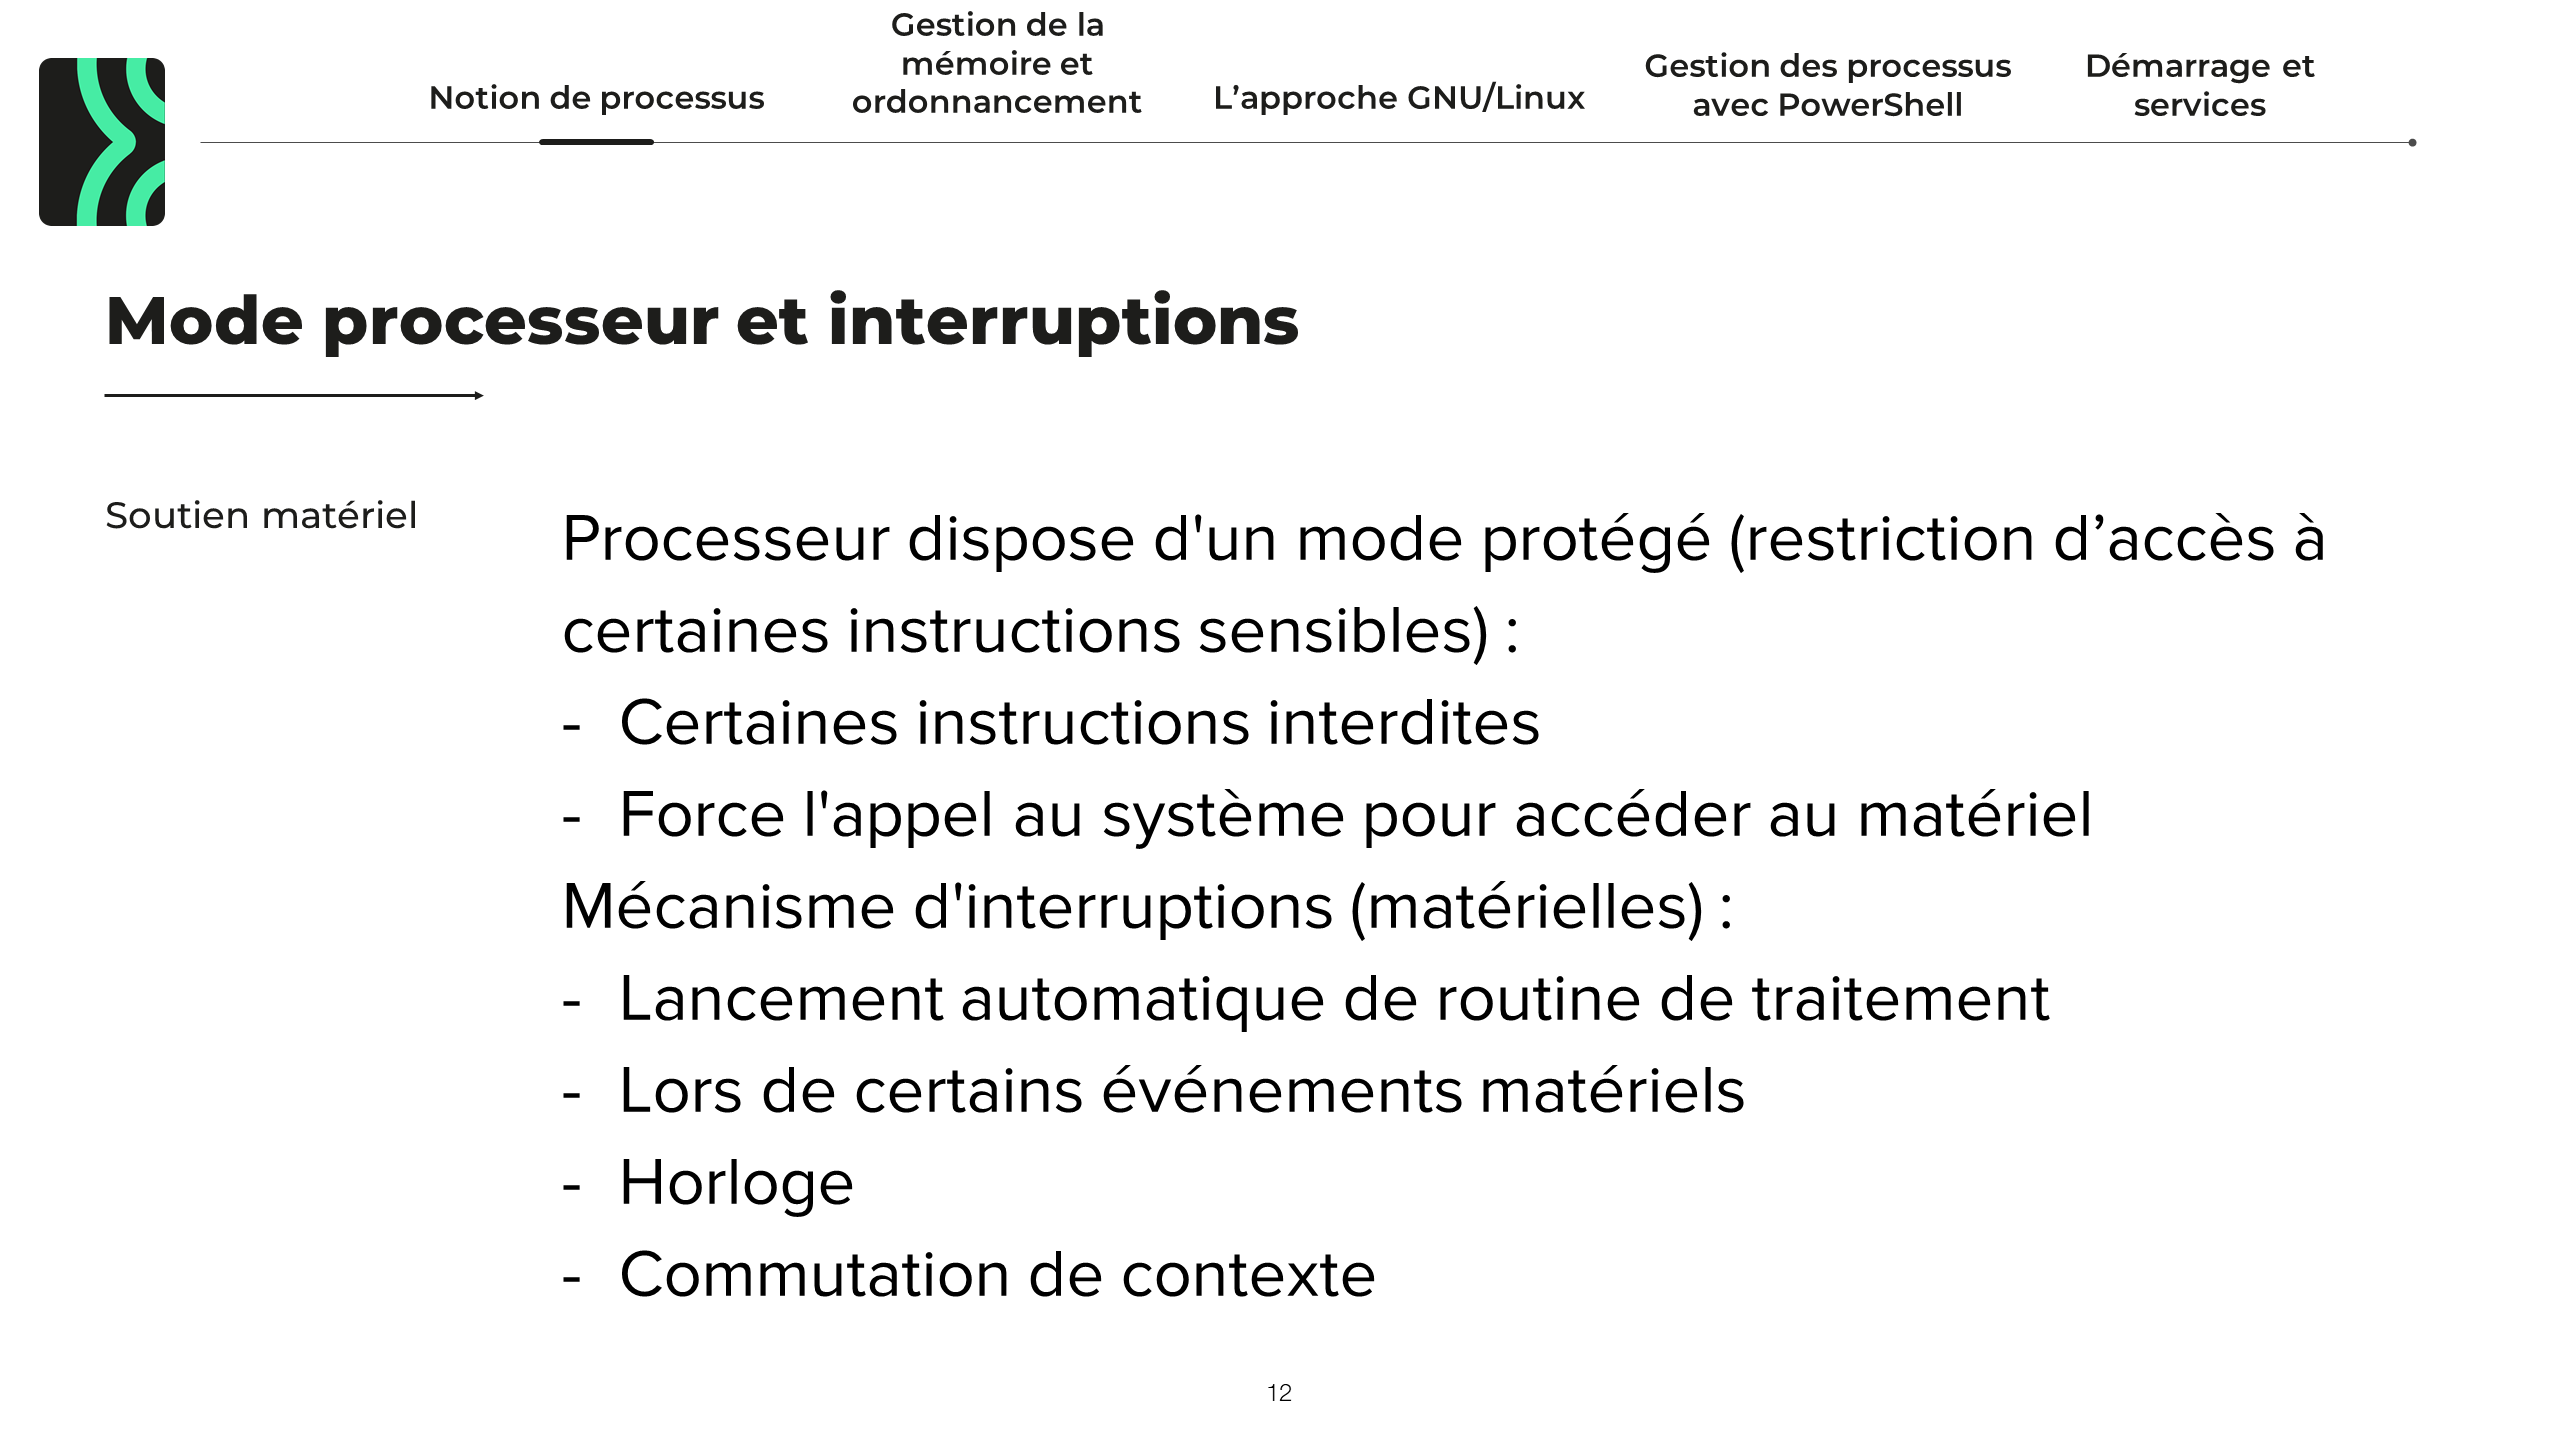 Notion de processus
Gestion de la
mémoire et
ordonnancement
L’approche GNU/Linux
Gestion des processus
avec PowerShell
Démarrage et
services
Mode processeur et interruptions
Soutien matériel
Processeur dispose d'un mode protégé (restriction d’accès à
certaines instructions sensibles) :
- Certaines instructions interdites
- Force l'appel au système pour accéder au matériel
Mécanisme d'interruptions (matérielles) :
- Lancement automatique de routine de traitement
- Lors de certains événements matériels
- Horloge
- Commutation de contexte
12